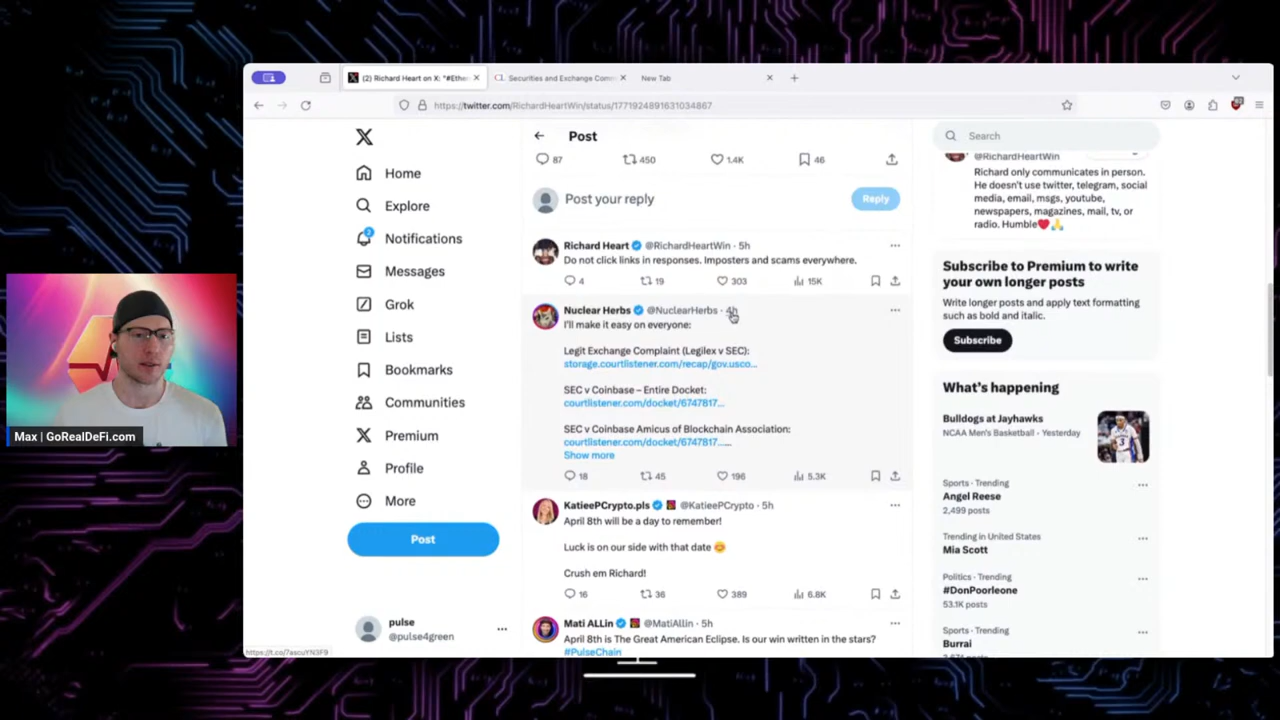 (2) Richard Heart on X: "#Ethe
Securities and Exchange Comm
New Tab
https://twitter.com/RichardHeartWin/status/1771924891631034867
Home
Explore
Notifications
2
Messages
Grok
Lists
Bookmarks
Communities
Premium
Profile
More
Post
pulse
@pulse4green
https://t.co/7ascuYN3F9
Post
87
450
1.4K
46
Post your reply
Reply
Richard Heart @RichardHeartWin · 5h
Do not click links in responses. Imposters and scams everywhere.
4
19
303
15K
Nuclear Herbs @NuclearHerbs · 4h
I'll make it easy on everyone:
Legit Exchange Complaint (Legilex v SEC):
storage.courtlistener.com/recap/gov.usco...
SEC v Coinbase – Entire Docket:
courtlistener.com/docket/6747817...
SEC v Coinbase Amicus of Blockchain Association:
courtlistener.com/docket/6747817......
Show more
18
45
196
5.3K
KatieePCrypto.pls @KatieePCrypto · 5h
April 8th will be a day to remember!
Luck is on our side with that date
Crush em Richard!
16
36
389
6.8K
Mati ALLin @MatiAllin · 5h
April 8th is The Great American Eclipse. Is our win written in the stars?
#PulseChain
Search
@RichardHeartWin
Richard only communicates in person.
He doesn't use twitter, telegram, social
media, email, msgs, youtube,
newspapers, magazines, mail, tv, or
radio. Humble
Subscribe to Premium to write
your own longer posts
Write longer posts and apply text formatting
such as bold and italic.
Subscribe
What's happening
Bulldogs at Jayhawks
NCAA Men's Basketball · Yesterday
Sports · Trending
Angel Reese
2,499 posts
Trending in United States
Mia Scott
Politics · Trending
#DonPoorleone
53.1K posts
Sports · Trending
Burrai
Max | GoRealDeFi.com